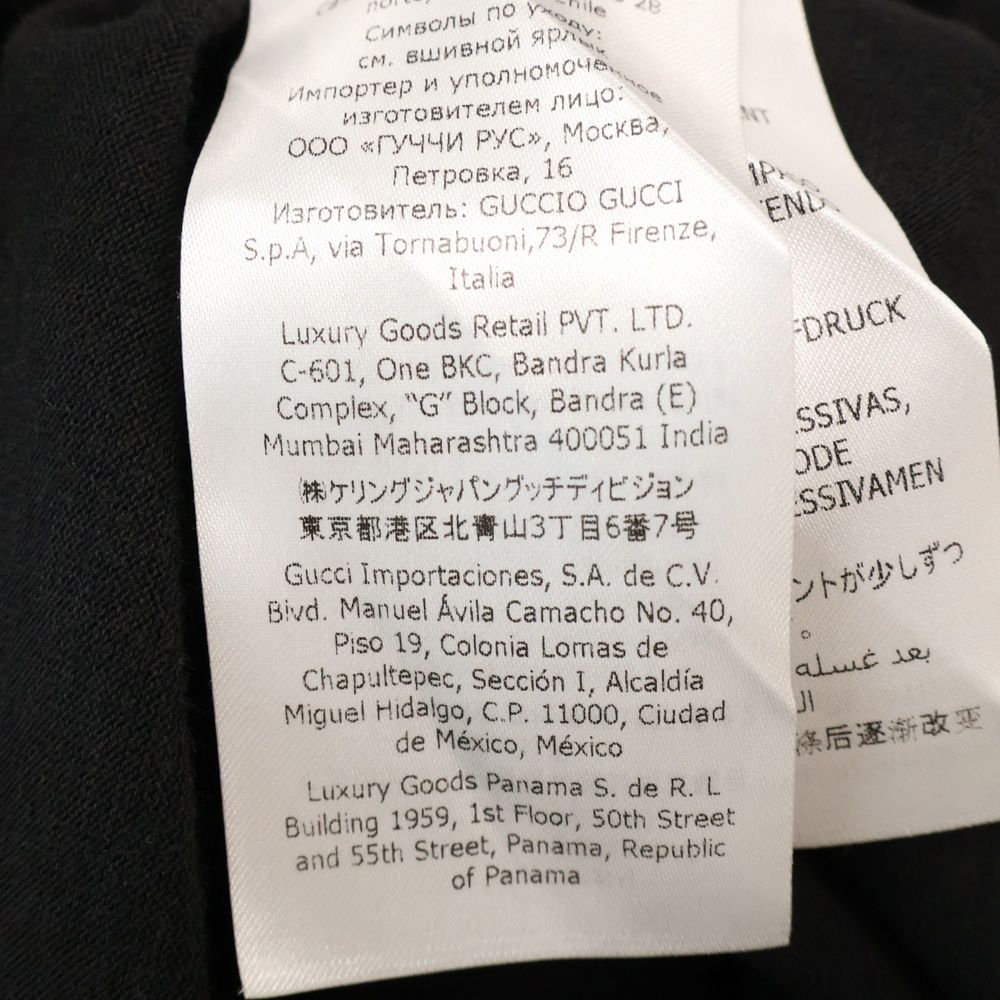 Символы по уходу:
см. вшивной ярлык
Импортер и уполномоченное
изготовителем лицо:
ООО «ГУЧЧИ РУС», Москва,
Петровка, 16
Изготовитель: GUCCIO GUCCI
S.p.A, via Tornabuoni,73/R Firenze,
Italia
Luxury Goods Retail PVT. LTD.
C-601, One BKC, Bandra Kurla
Complex, "G" Block, Bandra (E)
Mumbai Maharashtra 400051 India
㈱ケリングジャパングッチディビジョン
東京都港区北青山3丁目6番7号
Gucci Importaciones, S.A. de C.V.
Blvd. Manuel Ávila Camacho No. 40,
Piso 19, Colonia Lomas de
Chapultepec, Sección I, Alcaldía
Miguel Hidalgo, C.P. 11000, Ciudad
de México, México
Luxury Goods Panama S. de R. L
Building 1959, 1st Floor, 50th Street
and 55th Street, Panama, Republic
of Panama
FDRUCK
SSIVAS,
ODE
ESSIVAMEN
ントが少しずつ
。
بعد غسله
ال
后逐渐改变